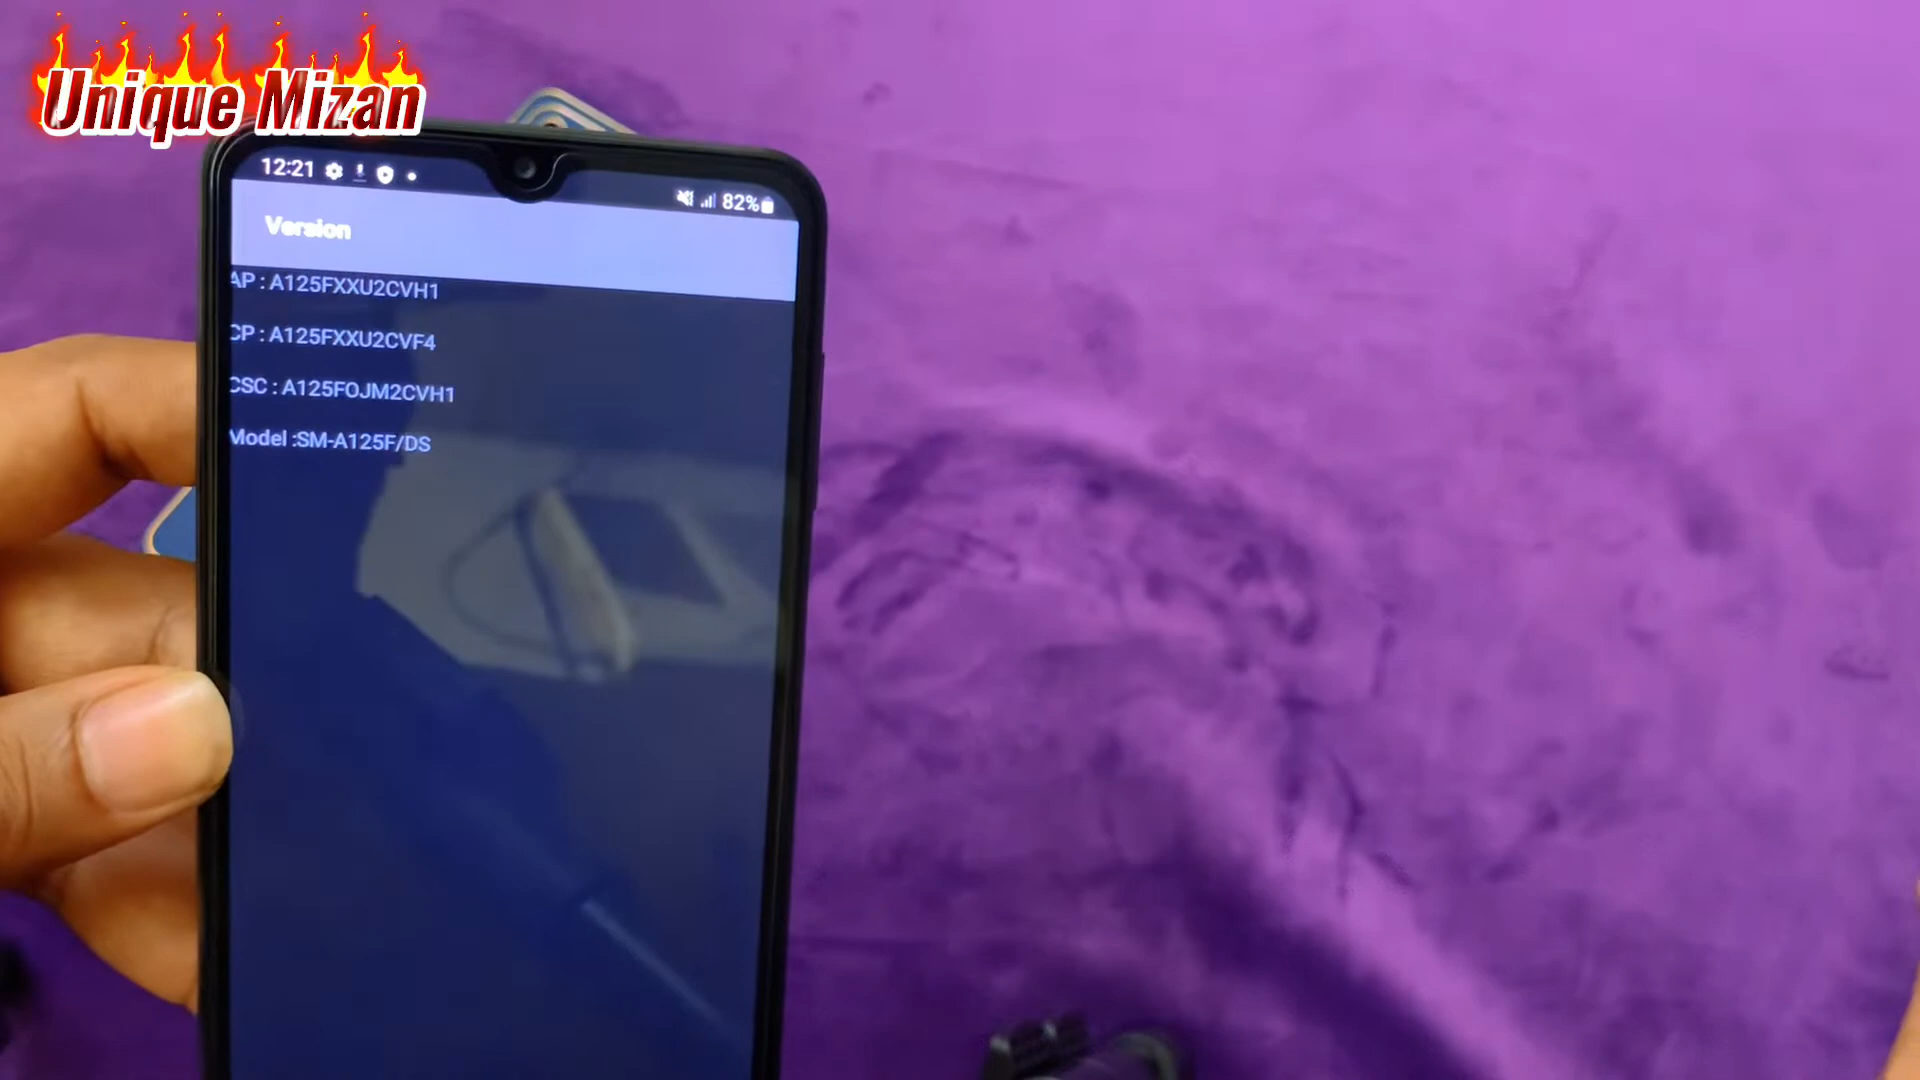 Unique Mizan
12:21
82%
Version
AP : A125FXXU2CVH1
CP : A125FXXU2CVF4
CSC : A125FOJM2CVH1
Model :SM-A125F/DS